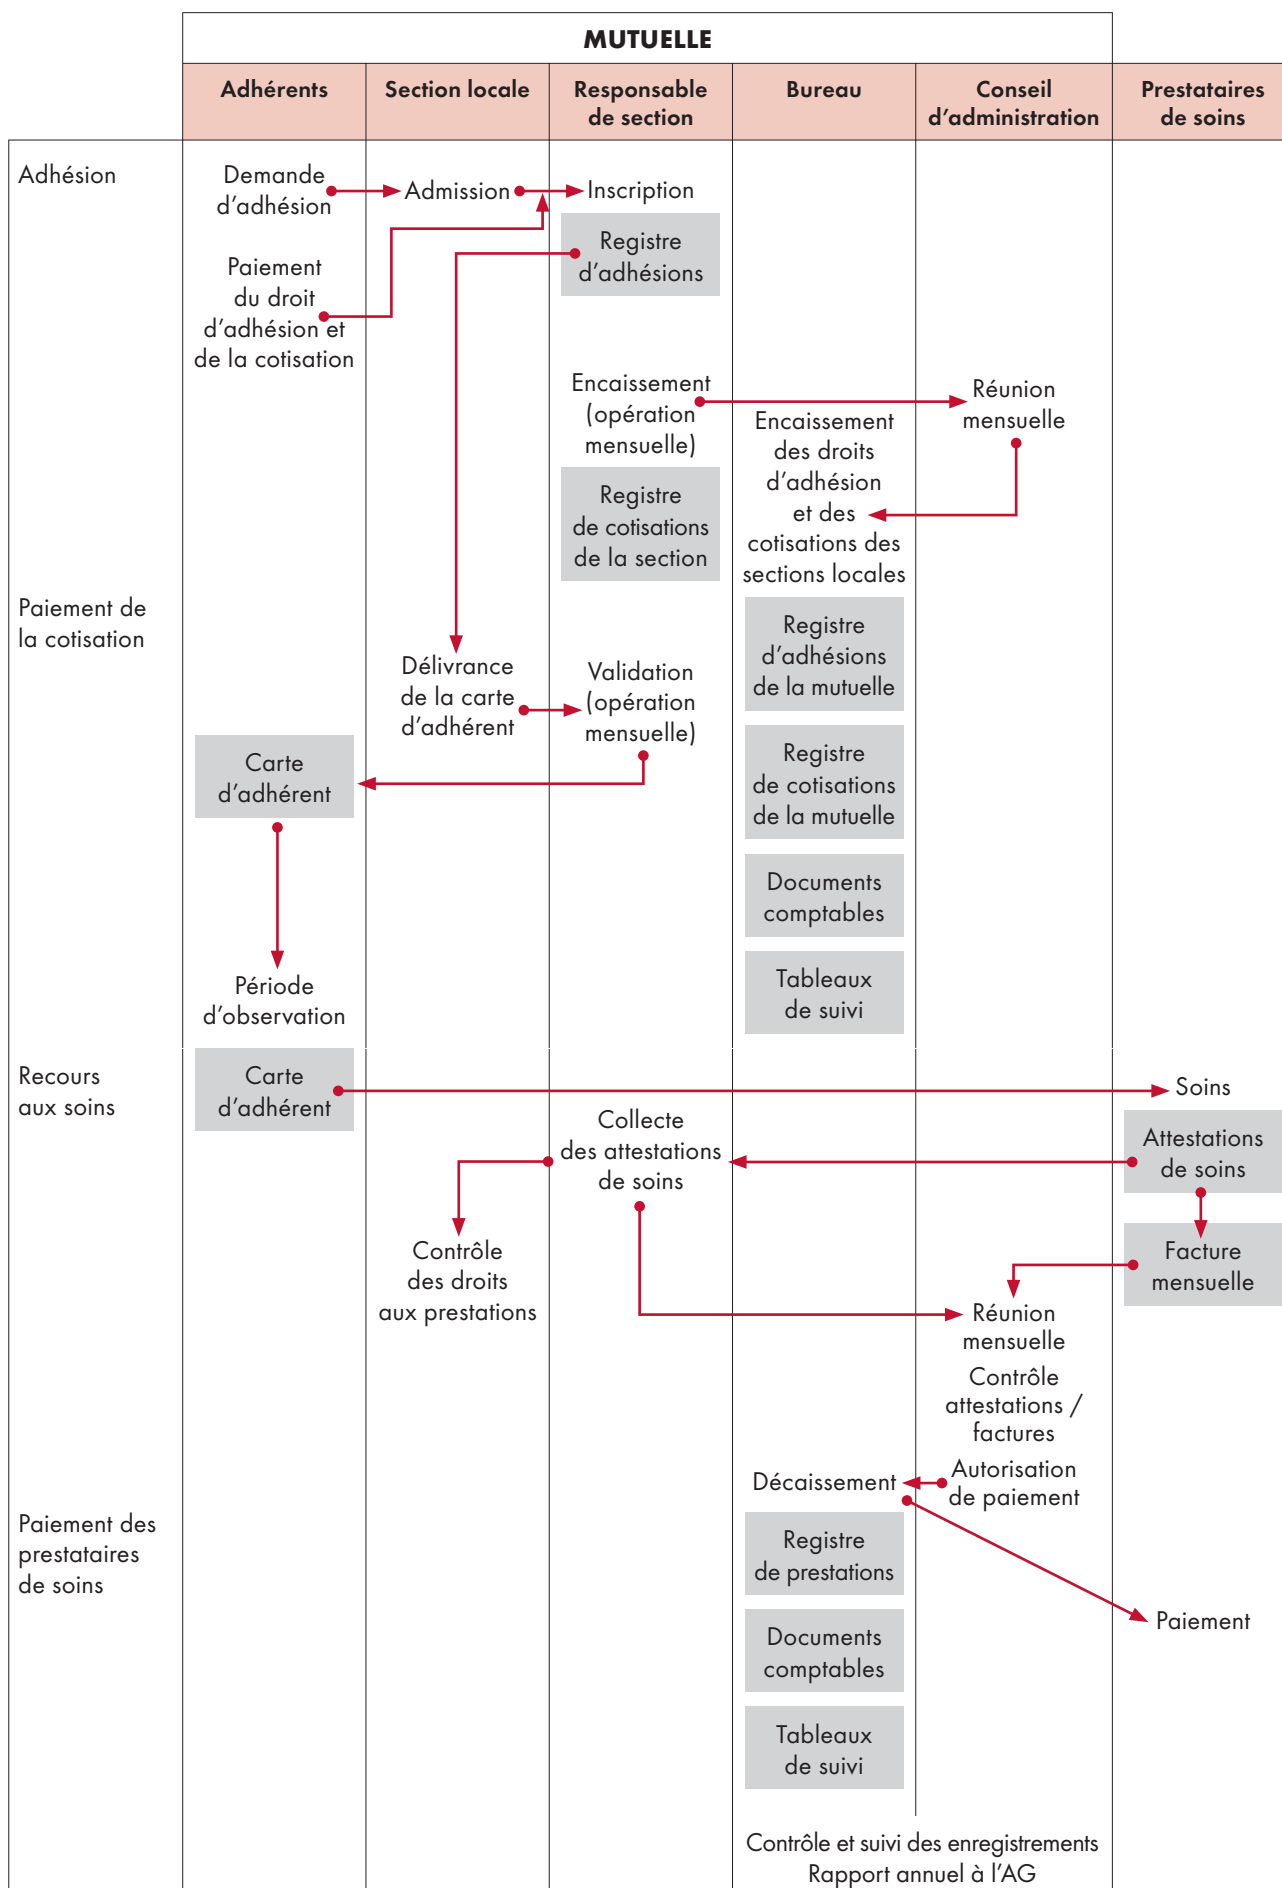 MUTUELLE
Adhérents
Section locale
Responsable
de section
Bureau
Conseil
d’administration
Prestataires
de soins
Adhésion
Demande
d’adhésion
Admission
Inscription
Registre
d’adhésions
Paiement
du droit
d’adhésion et
de la cotisation
Encaissement
(opération
mensuelle)
Réunion
mensuelle
Encaissement
des droits
d’adhésion
et des
cotisations des
sections locales
Registre
de cotisations
de la section
Paiement de
la cotisation
Registre
d’adhésions
de la mutuelle
Délivrance
de la carte
d’adhérent
Validation
(opération
mensuelle)
Carte
d’adhérent
Registre
de cotisations
de la mutuelle
Documents
comptables
Période
d’observation
Tableaux
de suivi
Recours
aux soins
Carte
d’adhérent
Soins
Collecte
des attestations
de soins
Attestations
de soins
Contrôle
des droits
aux prestations
Facture
mensuelle
Réunion
mensuelle
Contrôle
attestations /
factures
Décaissement
Autorisation
de paiement
Paiement des
prestataires
de soins
Registre
de prestations
Paiement
Documents
comptables
Tableaux
de suivi
Contrôle et suivi des enregistrements
Rapport annuel à l’AG